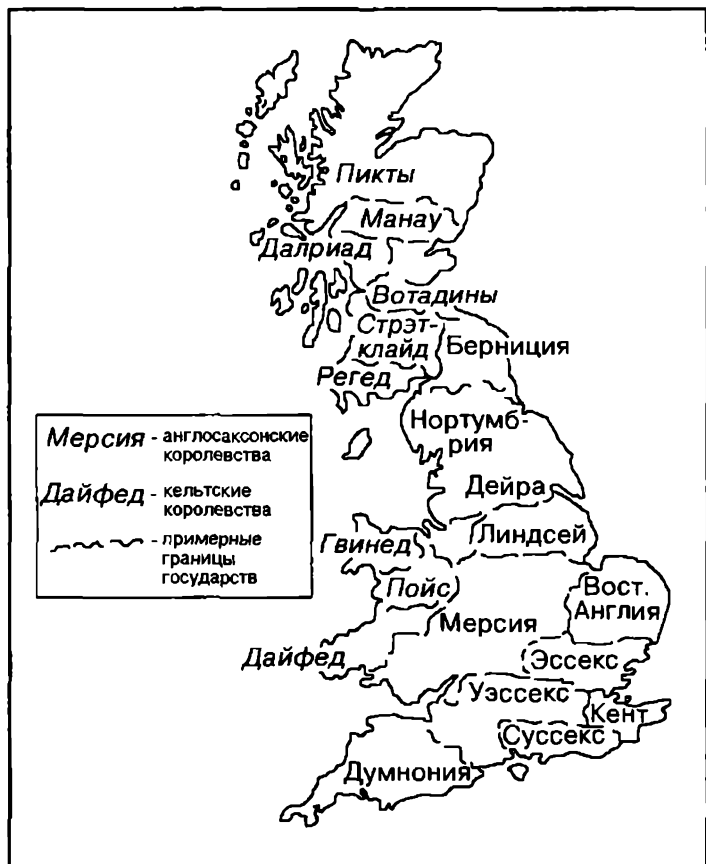 Пикты
Манау
Далриад
Вотадины
Стрэт-
клайд
Берниция
Регед
Нортумб-
рия
Мерсия - англосаксонские
королевства
Дайфед - кельтские
королевства
- примерные
границы
государств
Дейра
Линдсей
Гвинед
Пойс
Вост.
Англия
Мерсия
Дайфед
Эссекс
Уэссекс
Кент
Суссекс
Думнония